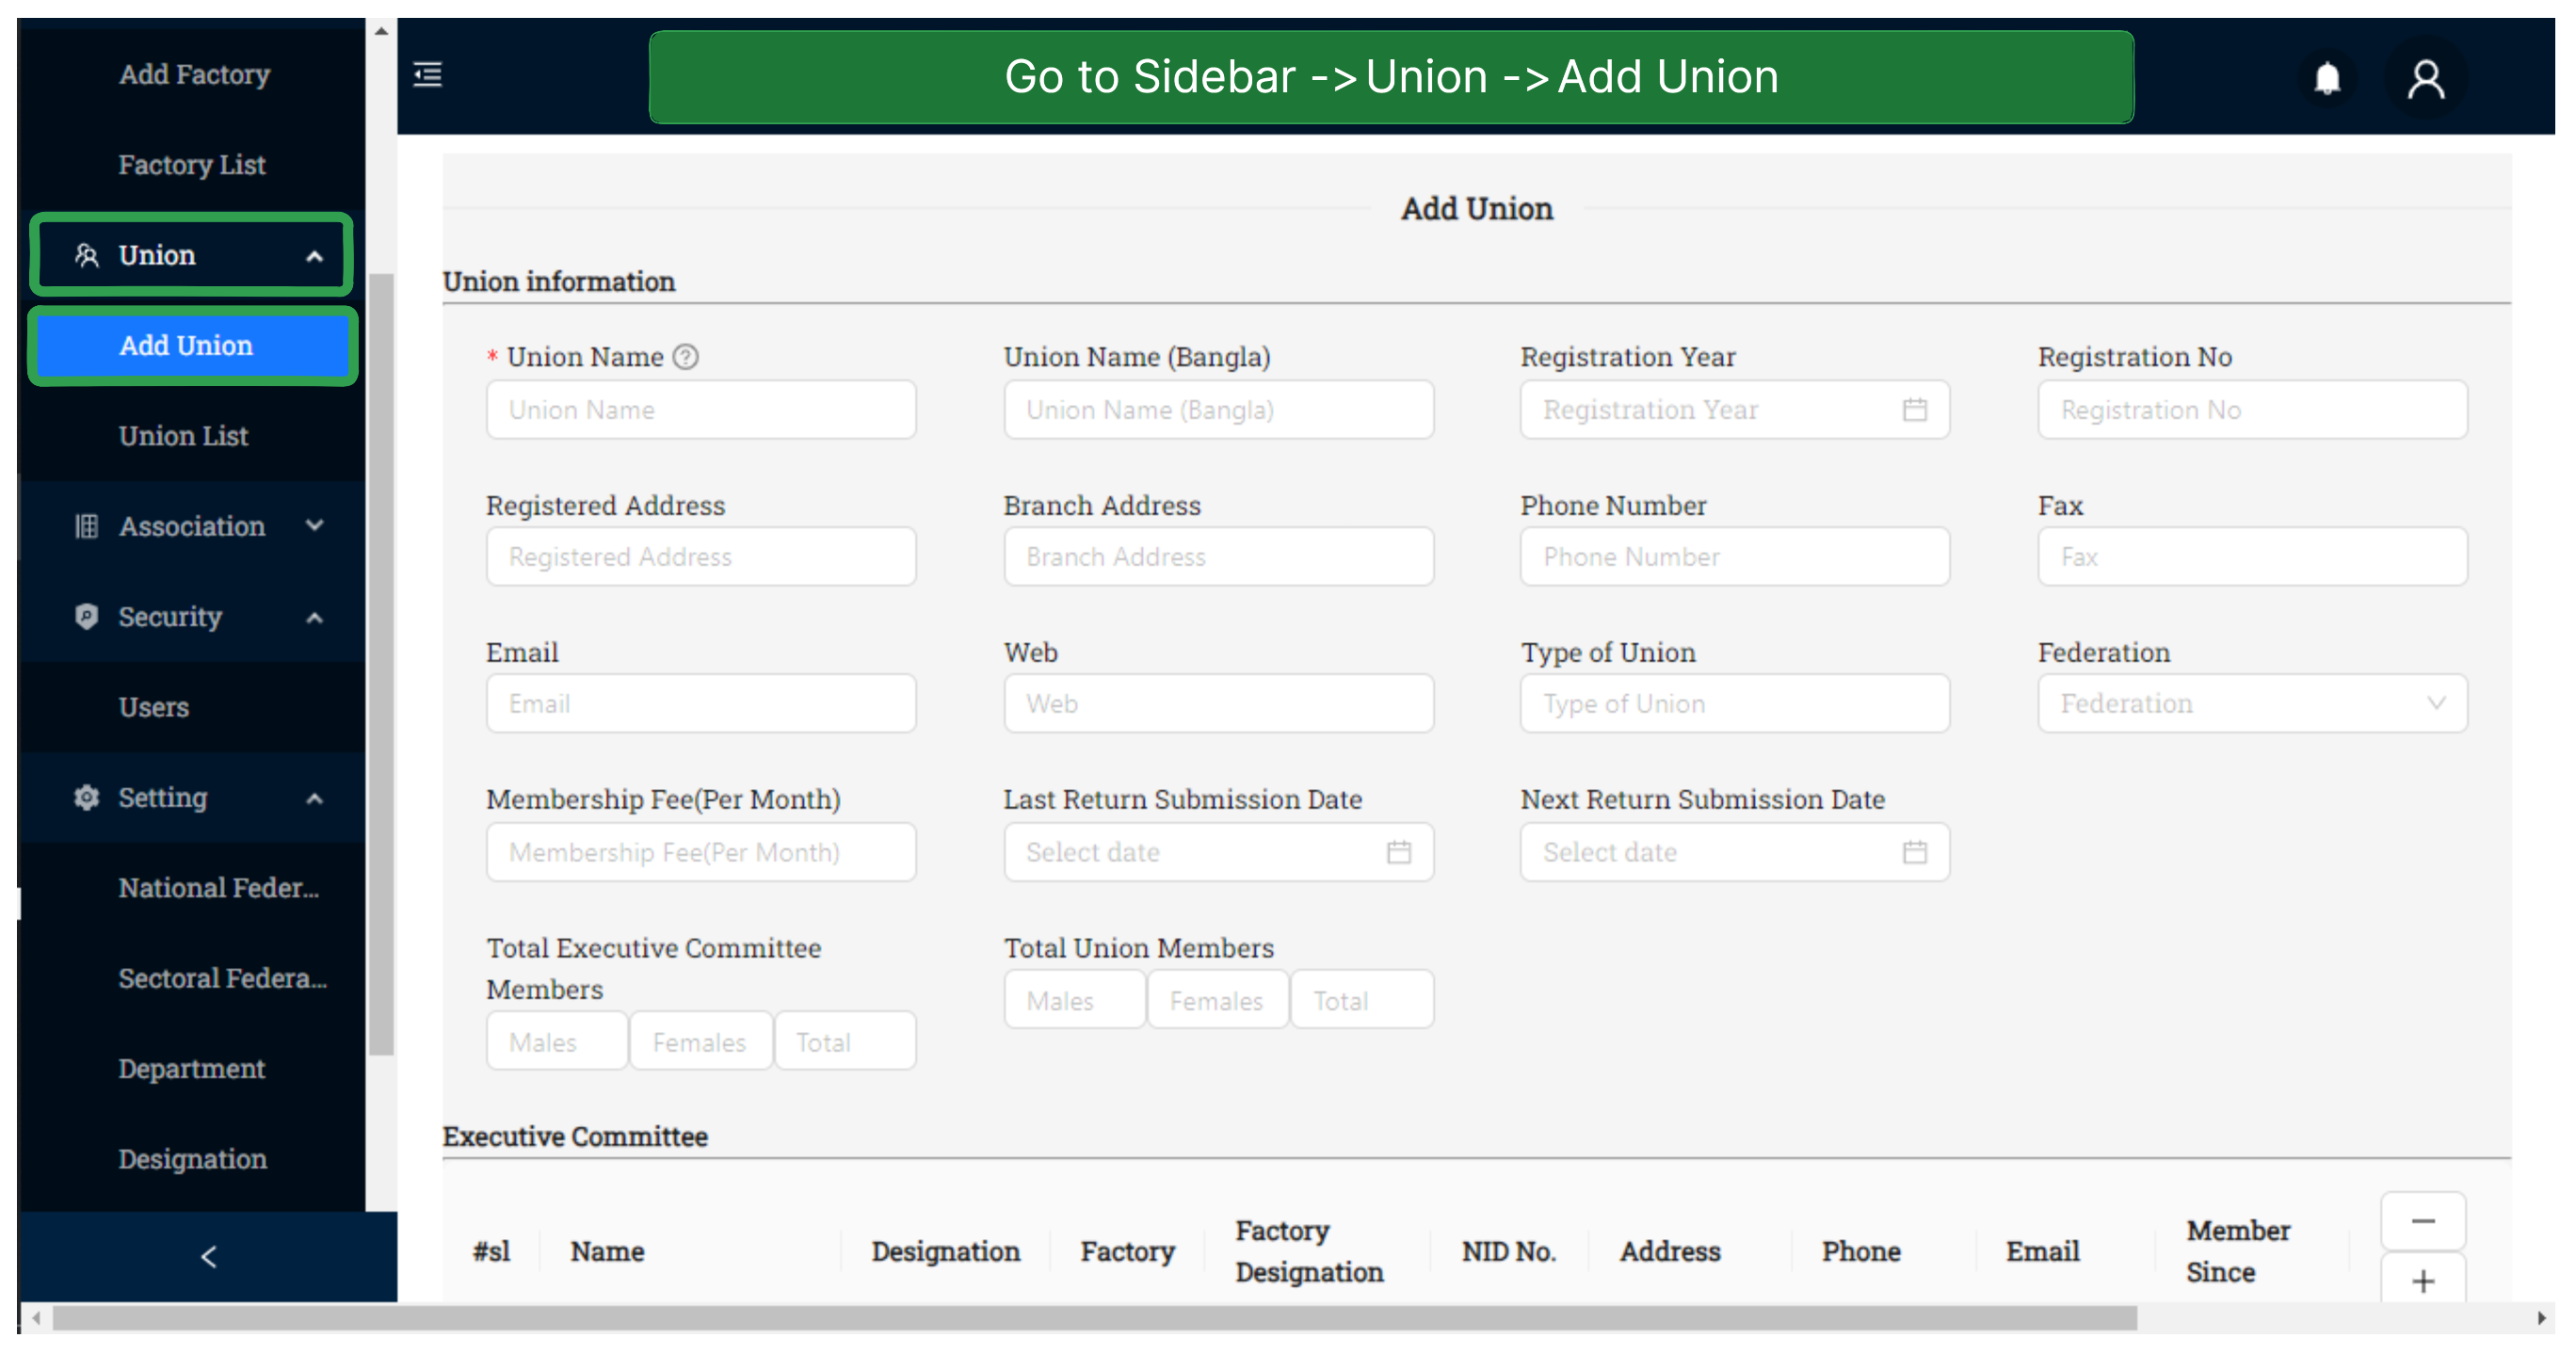 Go to Sidebar ->Union ->Add Union
Add Factory
Factory List
Union
Add Union
Union List
Association
Security
Users
Setting
National Feder...
Sectoral Federa...
Department
Designation
Add Union
Union information
* Union Name
Union Name (Bangla)
Registration Year
Registration No
Union Name
Union Name (Bangla)
Registration Year
Registration No
Registered Address
Branch Address
Phone Number
Fax
Registered Address
Branch Address
Phone Number
Fax
Email
Web
Type of Union
Federation
Email
Web
Type of Union
Federation
Membership Fee(Per Month)
Last Return Submission Date
Next Return Submission Date
Membership Fee(Per Month)
Select date
Select date
Total Executive Committee
Members
Males
Females
Total
Total Union Members
Males
Females
Total
Executive Committee
#sl
Name
Designation
Factory
Factory
Designation
NID No.
Address
Phone
Email
Member
Since